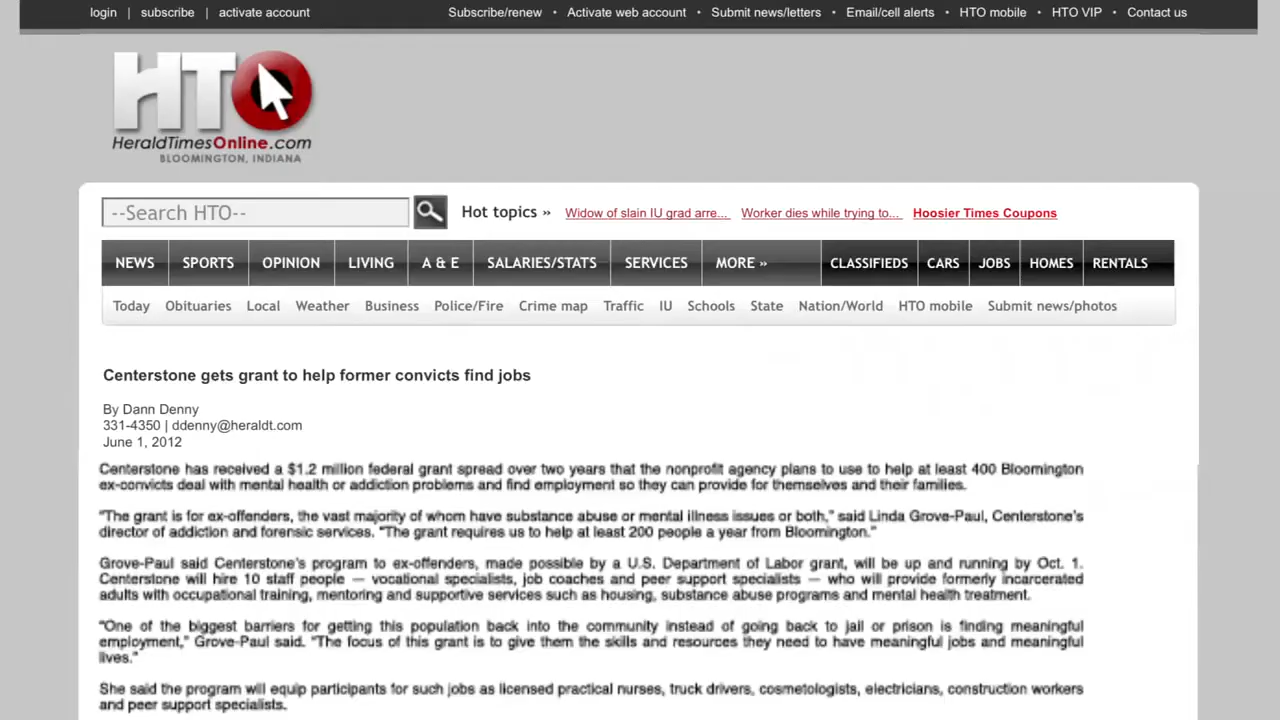 login | subscribe | activate account
Subscribe/renew • Activate web account • Submit news/letters • Email/cell alerts • HTO mobile • HTO VIP • Contact us
HTO
HeraldTimesOnline.com
BLOOMINGTON, INDIANA
--Search HTO--
Hot topics »
Widow of slain IU grad arre...
Worker dies while trying to...
Hoosier Times Coupons
NEWS SPORTS OPINION LIVING A & E SALARIES/STATS SERVICES MORE » CLASSIFIEDS CARS JOBS HOMES RENTALS
Today Obituaries Local Weather Business Police/Fire Crime map Traffic IU Schools State Nation/World HTO mobile Submit news/photos
Centerstone gets grant to help former convicts find jobs
By Dann Denny
331-4350 | ddenny@heraldt.com
June 1, 2012
Centerstone has received a $1.2 million federal grant spread over two years that the nonprofit agency plans to use to help at least 400 Bloomington
ex-convicts deal with mental health or addiction problems and find employment so they can provide for themselves and their families.
"The grant is for ex-offenders, the vast majority of whom have substance abuse or mental illness issues or both," said Linda Grove-Paul, Centerstone's
director of addiction and forensic services. "The grant requires us to help at least 200 people a year from Bloomington."
Grove-Paul said Centerstone's program to ex-offenders, made possible by a U.S. Department of Labor grant, will be up and running by Oct. 1.
Centerstone will hire 10 staff people — vocational specialists, job coaches and peer support specialists — who will provide formerly incarcerated
adults with occupational training, mentoring and supportive services such as housing, substance abuse programs and mental health treatment.
"One of the biggest barriers for getting this population back into the community instead of going back to jail or prison is finding meaningful
employment," Grove-Paul said. "The focus of this grant is to give them the skills and resources they need to have meaningful jobs and meaningful
lives."
She said the program will equip participants for such jobs as licensed practical nurses, truck drivers, cosmetologists, electricians, construction workers
and peer support specialists.